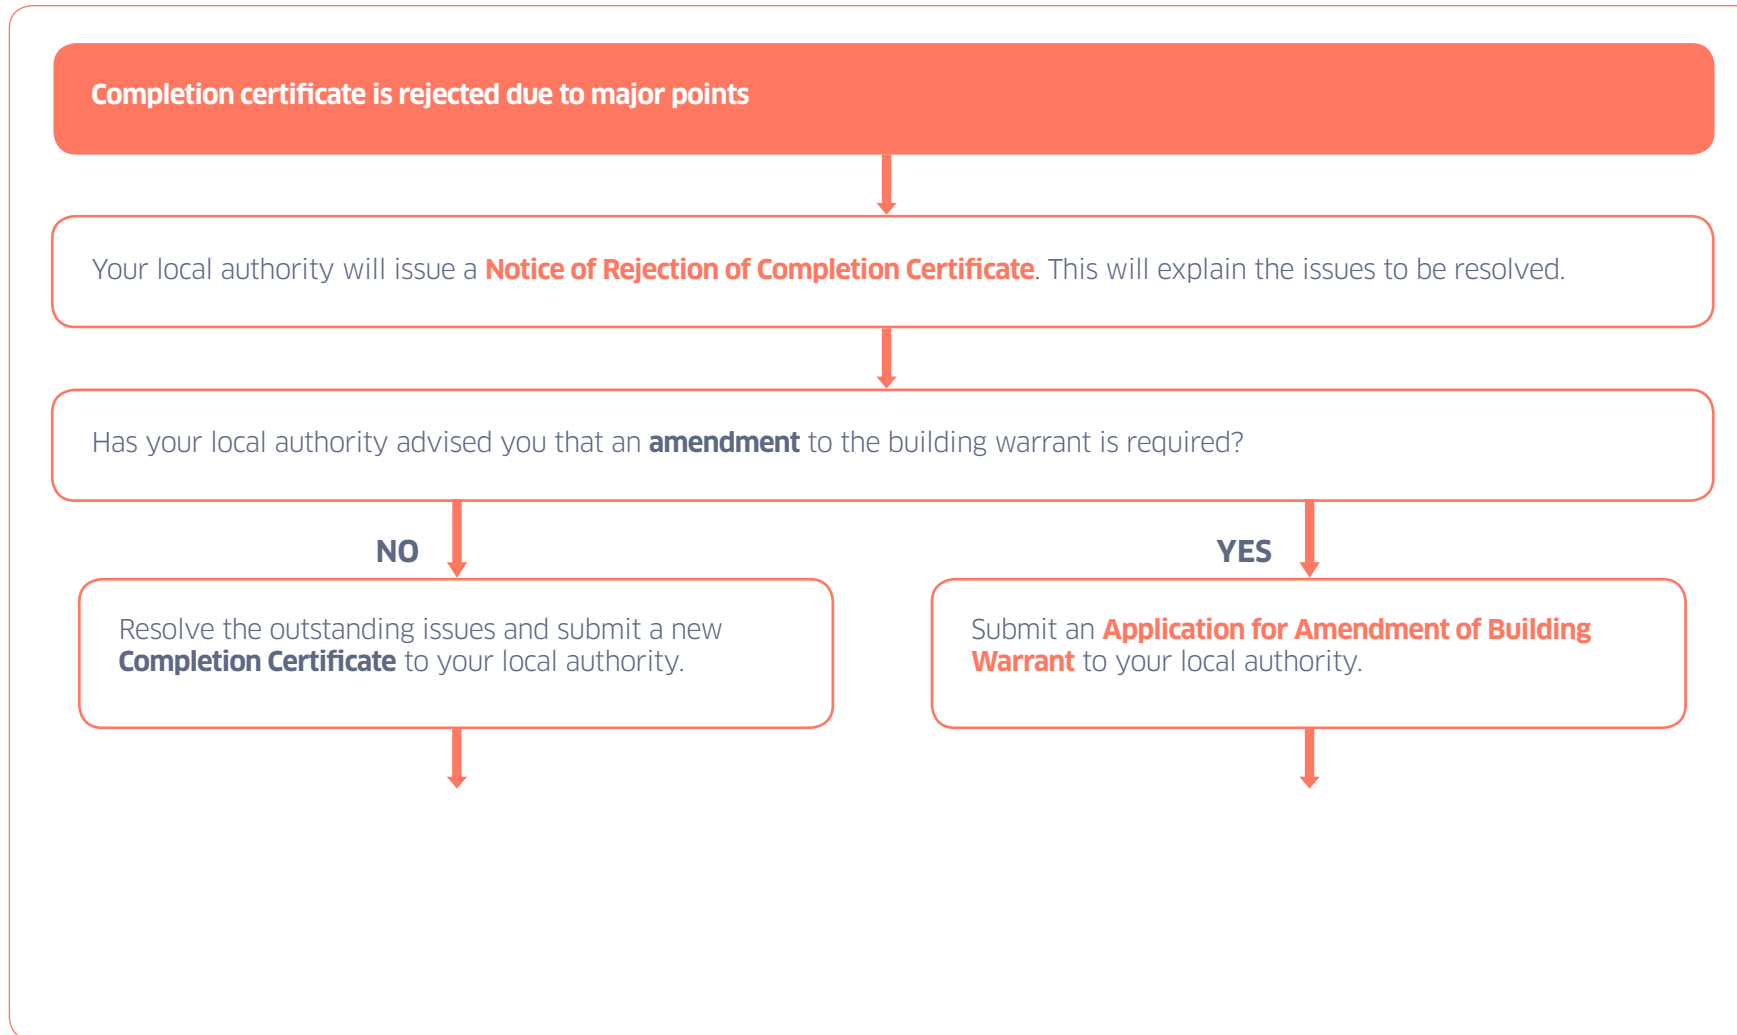 Completion certificate is rejected due to major points
Your local authority will issue a Notice of Rejection of Completion Certificate. This will explain the issues to be resolved.
Has your local authority advised you that an amendment to the building warrant is required?
NO
YES
Resolve the outstanding issues and submit a new
Completion Certificate to your local authority.
Submit an Application for Amendment of Building
Warrant to your local authority.